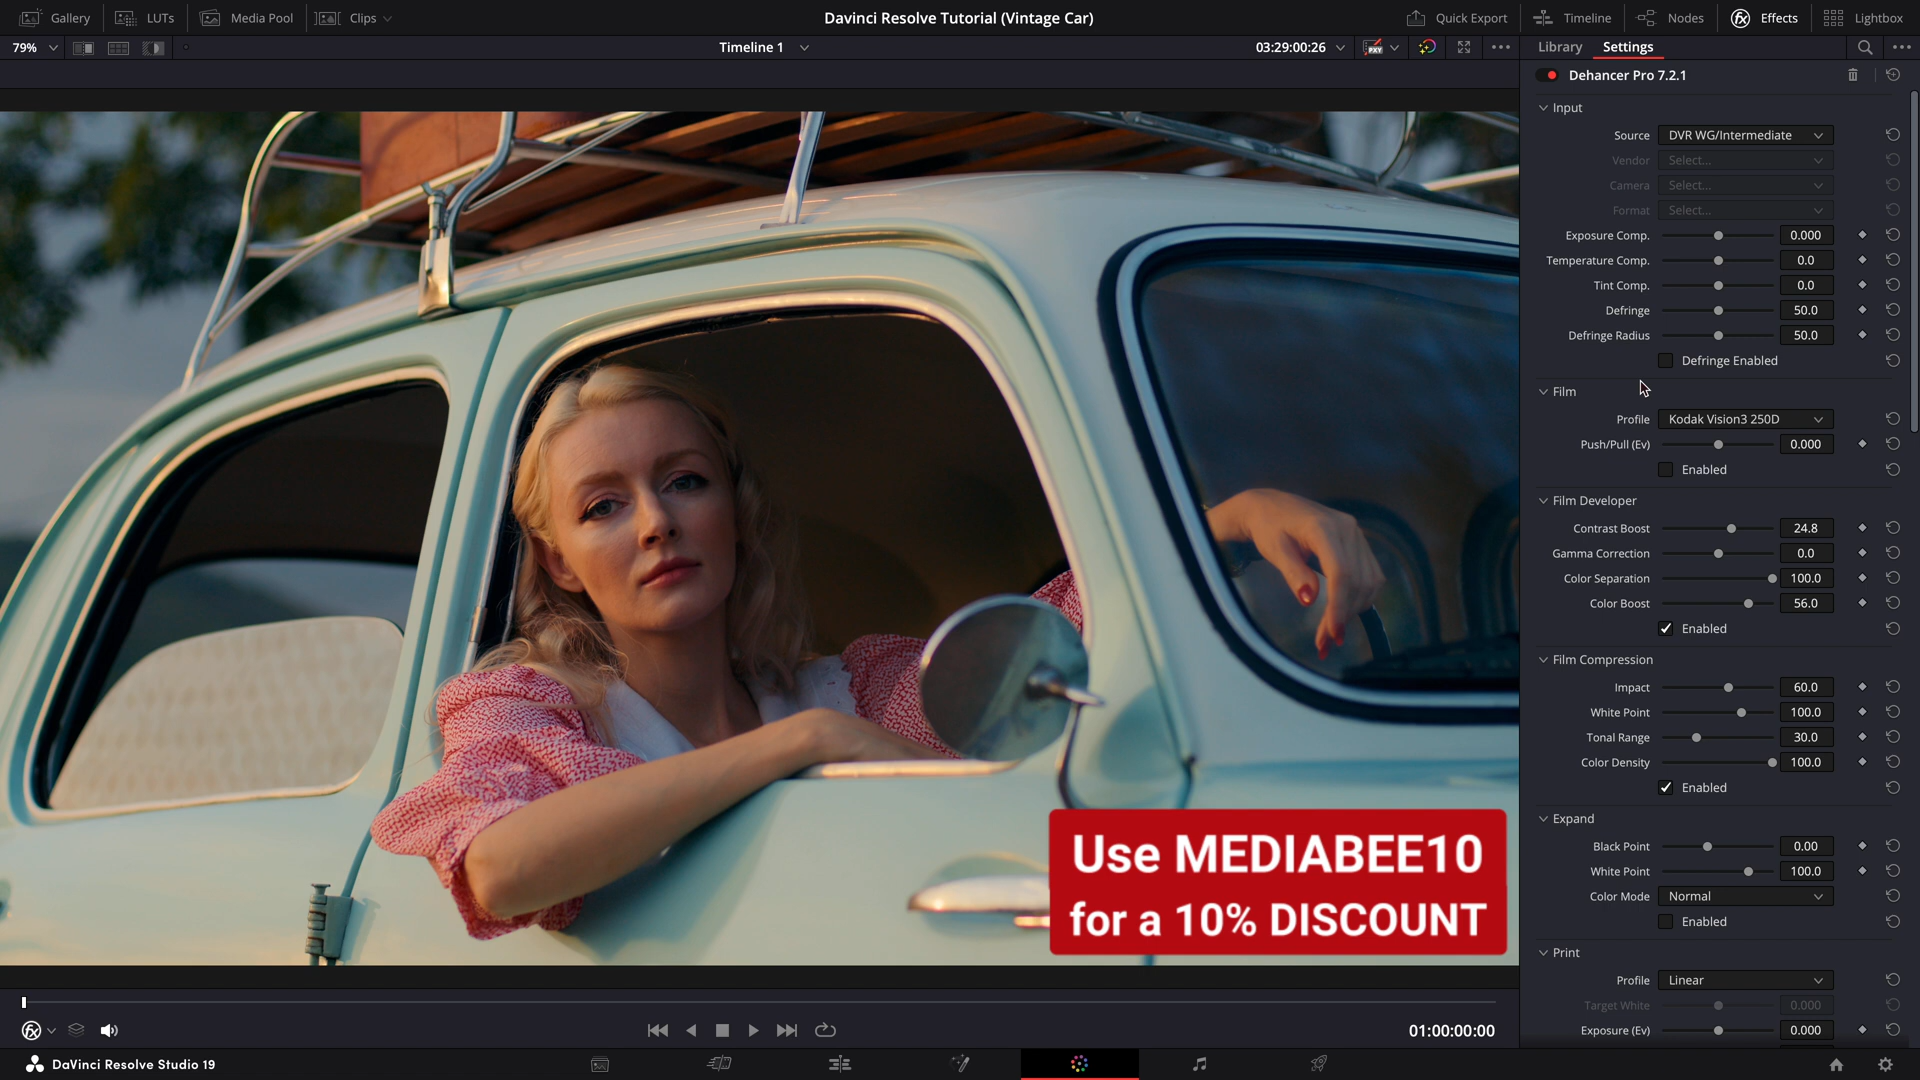 Gallery LUTs Media Pool Clips Davinci Resolve Tutorial (Vintage Car) Quick Export Timeline Nodes Effects Lightbox
79% Timeline 1 03:29:00:26 PXY Library Settings
Dehancer Pro 7.2.1
Input
Source DVR WG/Intermediate
Vendor Select...
Camera Select...
Format Select...
Exposure Comp. 0.000
Temperature Comp. 0.0
Tint Comp. 0.0
Defringe 50.0
Defringe Radius 50.0
Defringe Enabled
Film
Profile Kodak Vision3 250D
Push/Pull (Ev) 0.000
Enabled
Film Developer
Contrast Boost 24.8
Gamma Correction 0.0
Color Separation 100.0
Color Boost 56.0
Enabled
Film Compression
Impact 60.0
White Point 100.0
Tonal Range 30.0
Color Density 100.0
Enabled
Expand
Black Point 0.00
White Point 100.0
Color Mode Normal
Enabled
Print
Profile Linear
Target White 0.000
Exposure (Ev) 0.000
Use MEDIABEE10
for a 10% DISCOUNT
01:00:00:00
DaVinci Resolve Studio 19